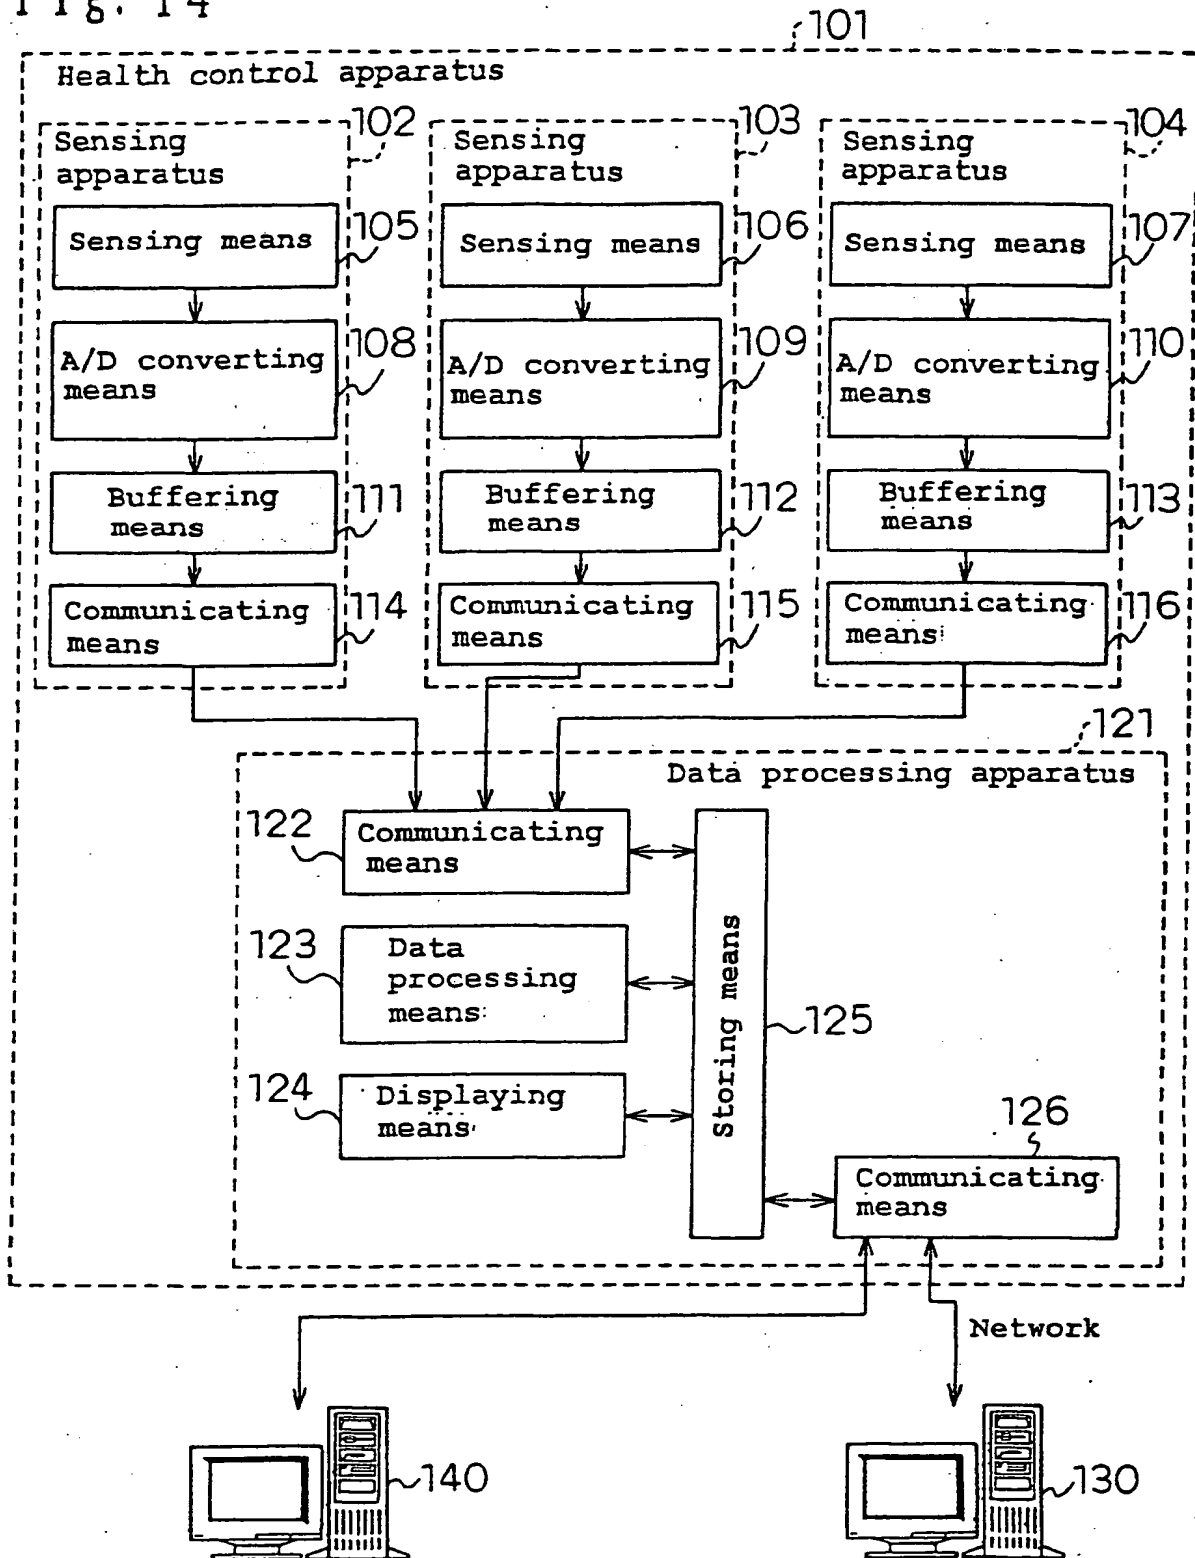 Fig. 14
101
Health control apparatus
102
103
104
Sensing
apparatus
Sensing
apparatus
Sensing
apparatus
Sensing means
105
Sensing means
106
Sensing means
107
A/D converting
means
108
A/D converting
means
109
A/D converting
means
110
Buffering
means
111
Buffering
means
112
Buffering
means
113
Communicating
means
114
Communicating
means
115
Communicating
means
116
121
Data processing apparatus
122
Communicating
means
123
Data
processing
means
124
Displaying
means
Storing means
125
126
Communicating
means
Network
140
130